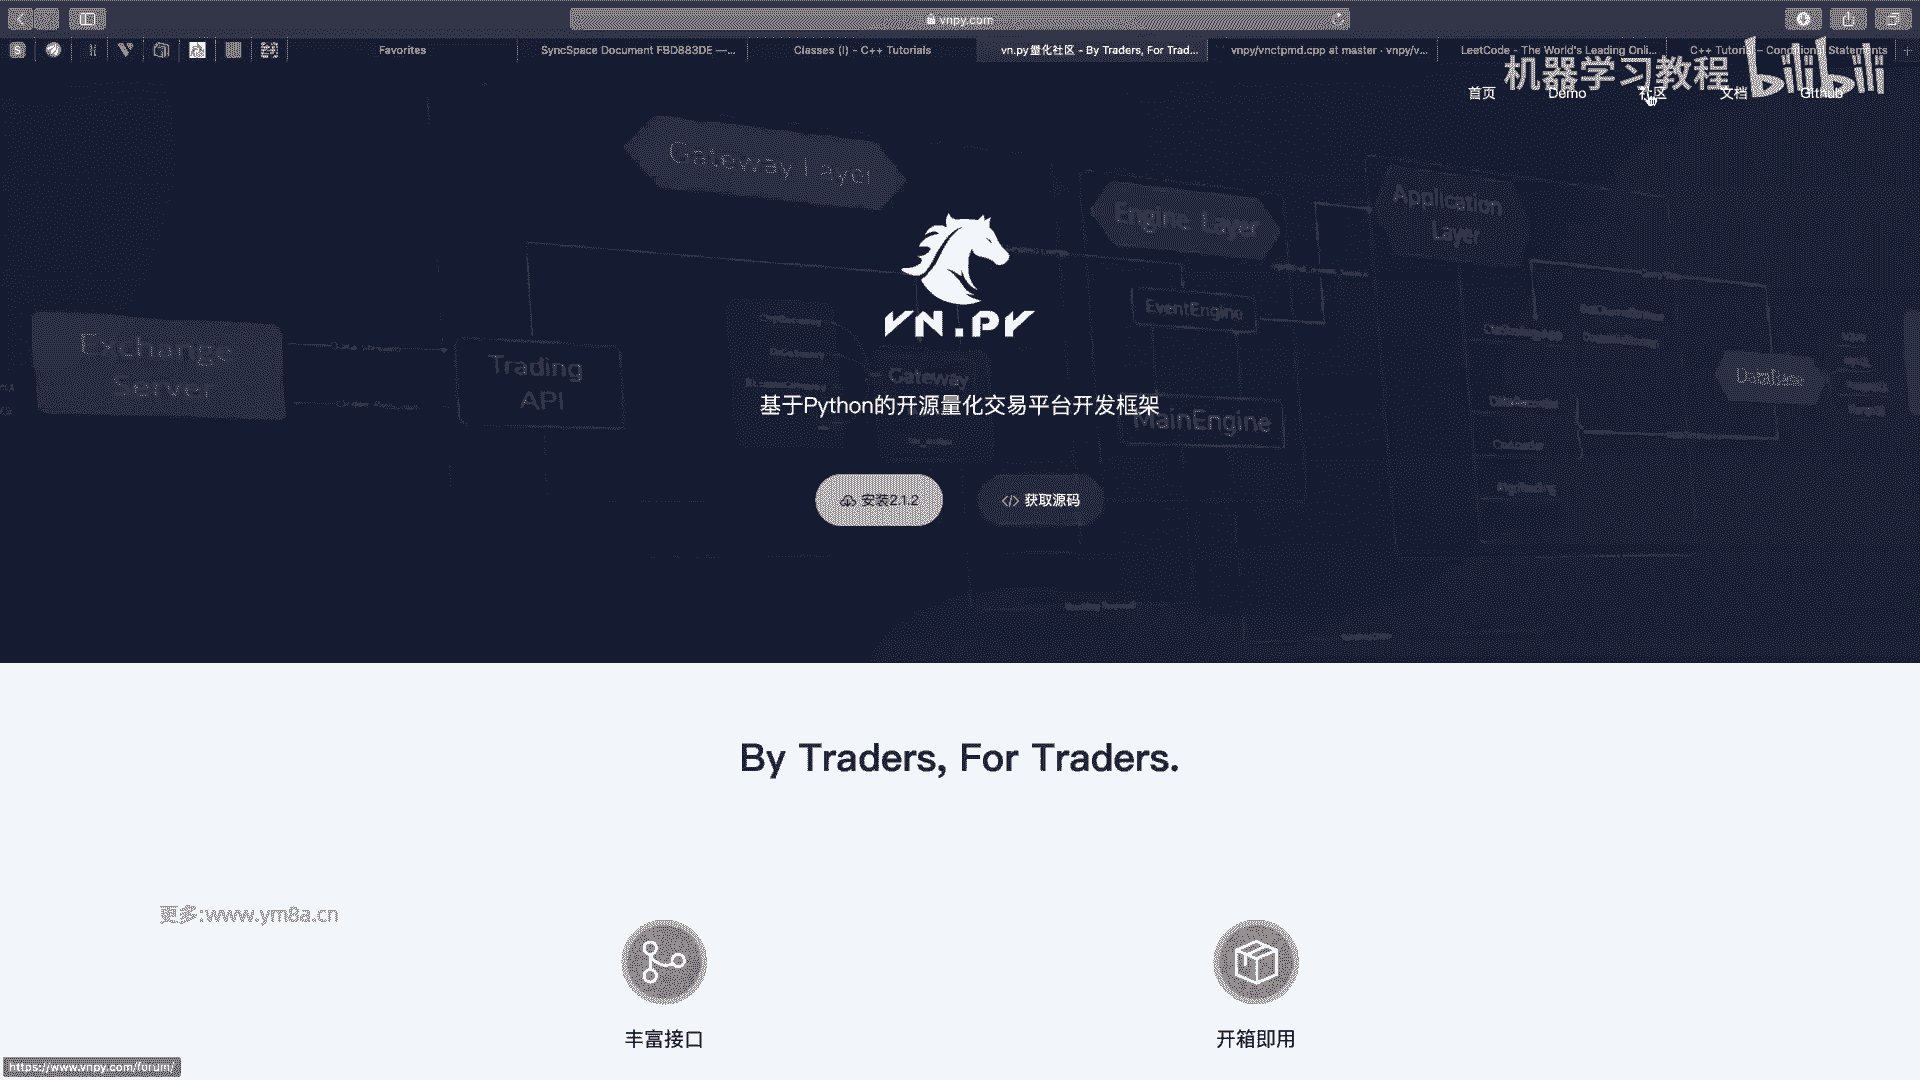 vnpy.com
Favorites
SyncSpace Document FBD883DE —...
Classes (I) - C++ Tutorials
vn.py量化社区 - By Traders, For Trad...
vnpy/vnctpmd.cpp at master · vnpy/v...
LeetCode - The World's Leading Onli...
C++ Tutorial – Conditional Statements
机器学习教程 bilibili
首页
Demo
社区
文档
Github
Gateway Layer
Engine Layer
Application
Layer
Exchange
Server
Trading
API
EventEngine
Gateway
MainEngine
DataBase
VN.PY
基于Python的开源量化交易平台开发框架
安装2.1.2
获取源码
By Traders, For Traders.
更多:www.ym8a.cn
丰富接口
开箱即用
https://www.vnpy.com/forum/